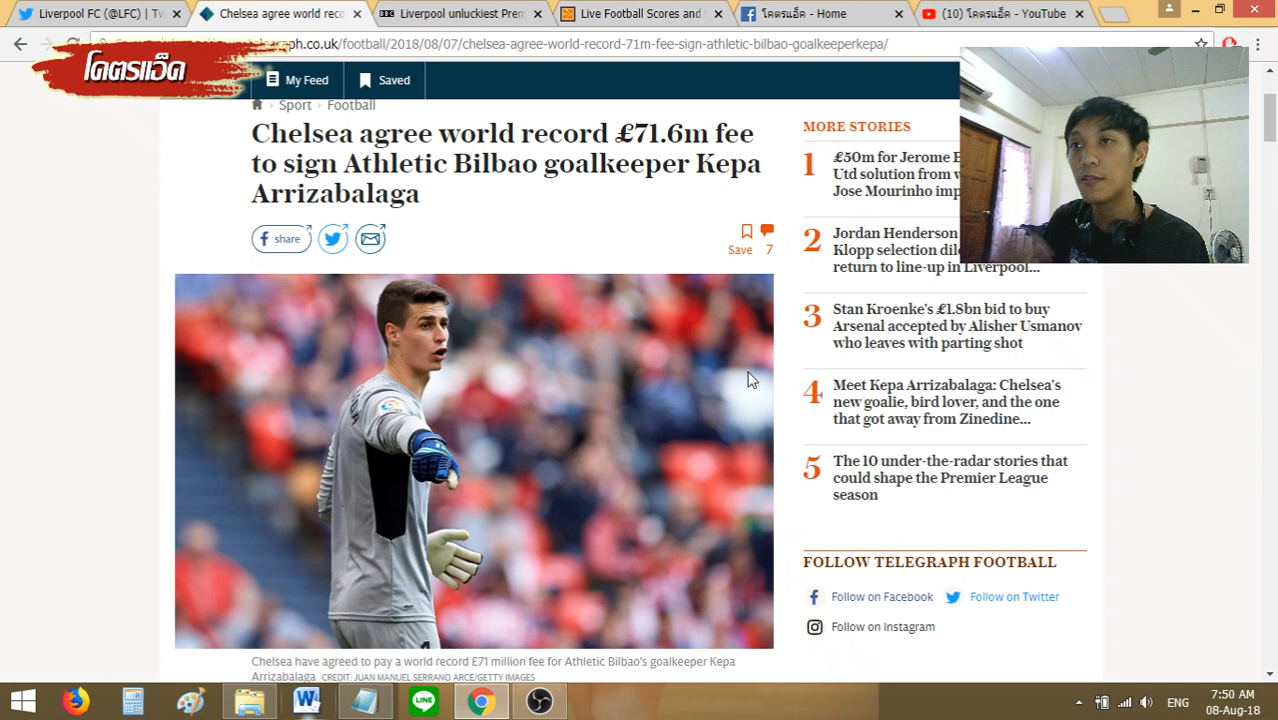 Liverpool FC (@LFC) | Tw
Chelsea agree world reco
Liverpool unluckiest Prem
Live Football Scores and
โคตรแอ็ด - Home
(10) โคตรแอ็ด - YouTube
ph.co.uk/football/2018/08/07/chelsea-agree-world-record-71m-fee-sign-athletic-bilbao-goalkeeperkepa/
โคตรแอ็ด
My Feed
Saved
Sport › Football
Chelsea agree world record £71.6m fee
to sign Athletic Bilbao goalkeeper Kepa
Arrizabalaga
share
Save 7
Chelsea have agreed to pay a world record £71 million fee for Athletic Bilbao's goalkeeper Kepa
Arrizabalaga CREDIT: JUAN MANUEL SERRANO ARCE/GETTY IMAGES
MORE STORIES
1
£50m for Jerome B
Utd solution from
Jose Mourinho imp
2
Jordan Henderson
Klopp selection dil
return to line-up in Liverpool...
3
Stan Kroenke's £1.8bn bid to buy
Arsenal accepted by Alisher Usmanov
who leaves with parting shot
4
Meet Kepa Arrizabalaga: Chelsea's
new goalie, bird lover, and the one
that got away from Zinedine...
5
The 10 under-the-radar stories that
could shape the Premier League
season
FOLLOW TELEGRAPH FOOTBALL
Follow on Facebook
Follow on Twitter
Follow on Instagram
LINE
ENG
7:50 AM
08-Aug-18